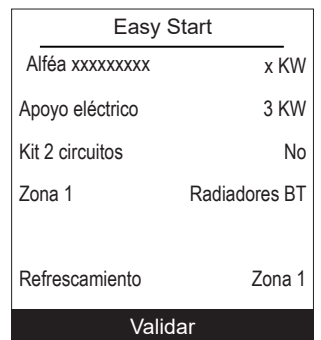 Easy Start
Alféa xxxxxxxxx x KW
Apoyo eléctrico 3 KW
Kit 2 circuitos No
Zona 1 Radiadores BT
Refrescamiento Zona 1
Validar